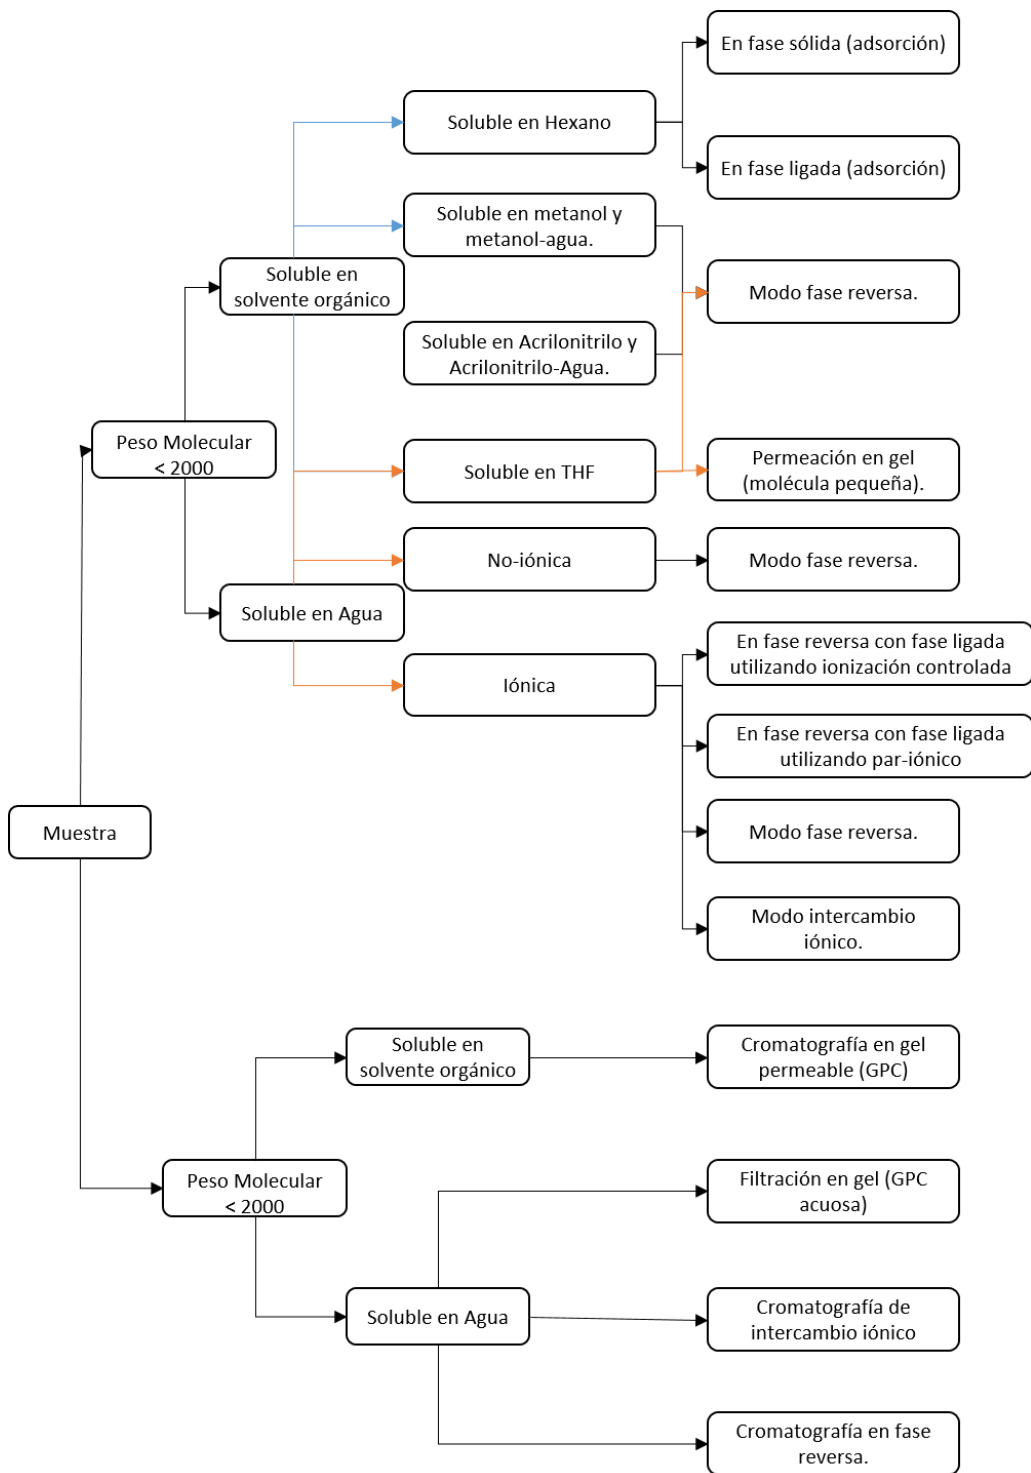 En fase sólida (adsorción)
Soluble en Hexano
En fase ligada (adsorción)
Soluble en metanol y
metanol-agua.
Soluble en
solvente orgánico
Modo fase reversa.
Soluble en Acrilonitrilo y
Acrilonitrilo-Agua.
Peso Molecular
< 2000
Soluble en THF
Permeación en gel
(molécula pequeña).
No-iónica
Modo fase reversa.
Soluble en Agua
En fase reversa con fase ligada
utilizando ionización controlada
Iónica
En fase reversa con fase ligada
utilizando par-iónico
Muestra
Modo fase reversa.
Modo intercambio
iónico.
Soluble en
solvente orgánico
Cromatografía en gel
permeable (GPC)
Peso Molecular
< 2000
Filtración en gel (GPC
acuosa)
Soluble en Agua
Cromatografía de
intercambio iónico
Cromatografía en fase
reversa.